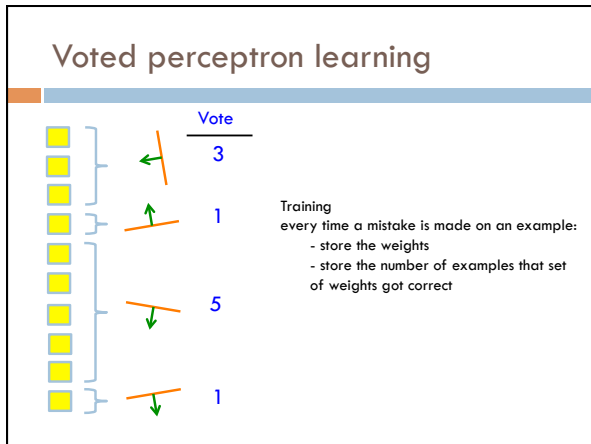 Voted perceptron learning
Vote
3
1
5
1
Training
every time a mistake is made on an example:
- store the weights
- store the number of examples that set
of weights got correct